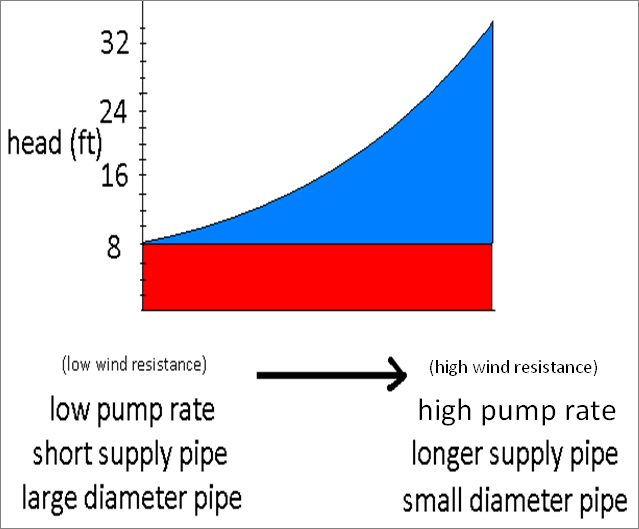 32
24
head (ft)
16
8
(low wind resistance)
(high wind resistance)
low pump rate
high pump rate
short supply pipe
longer supply pipe
large diameter pipe
small diameter pipe